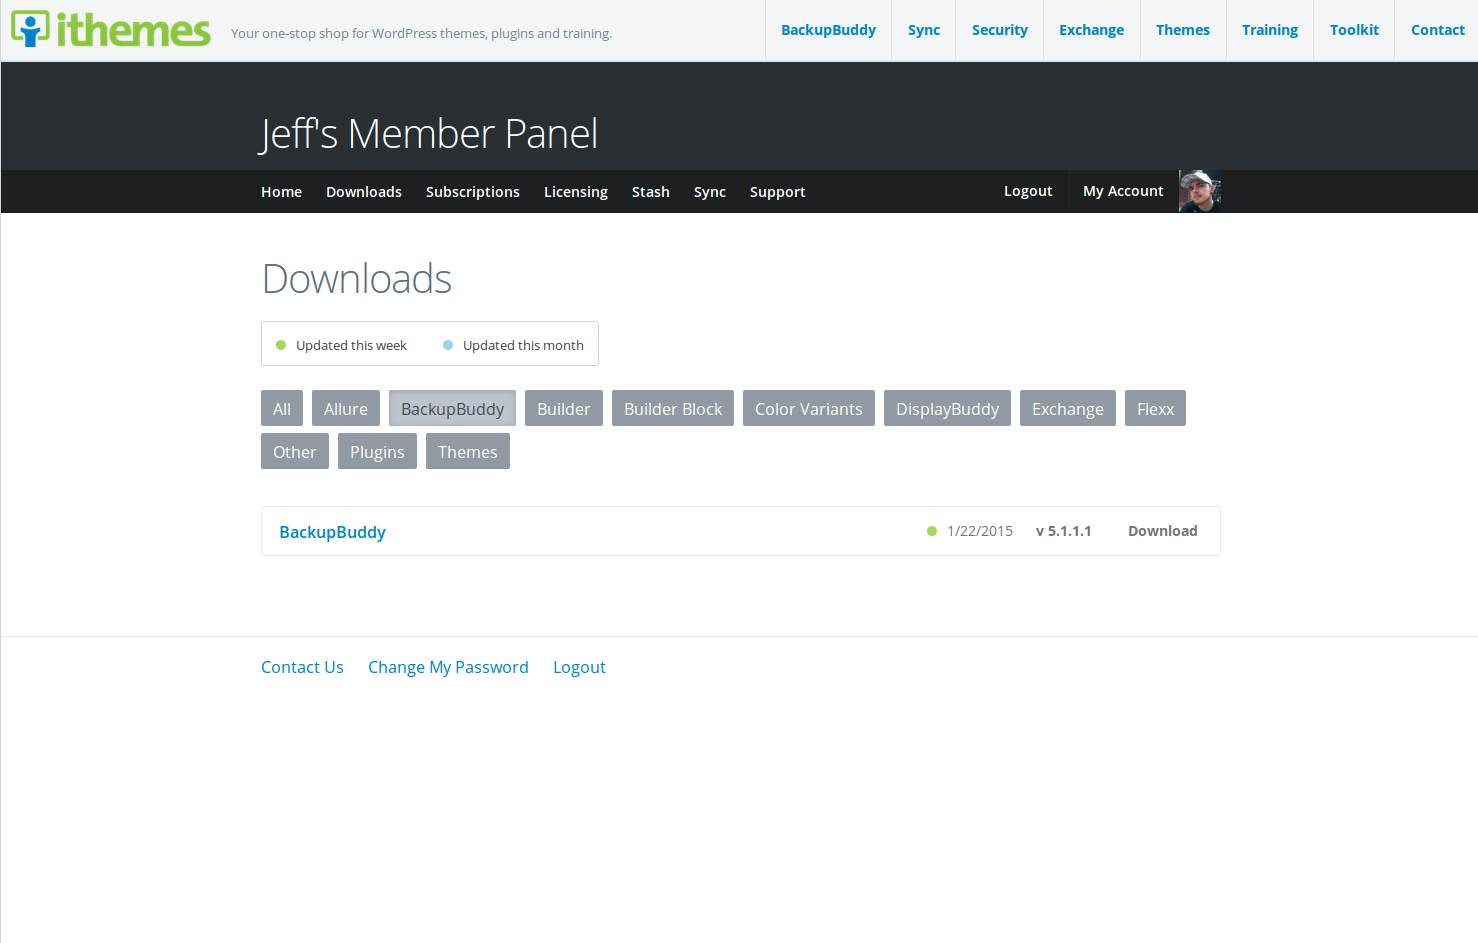 ithemes Your one-stop shop for WordPress themes, plugins and training. BackupBuddy Sync Security Exchange Themes Training Toolkit Contact
Jeff's Member Panel
Home Downloads Subscriptions Licensing Stash Sync Support Logout My Account
Downloads
Updated this week Updated this month
All Allure BackupBuddy Builder Builder Block Color Variants DisplayBuddy Exchange Flexx
Other Plugins Themes
BackupBuddy 1/22/2015 v 5.1.1.1 Download
Contact Us Change My Password Logout